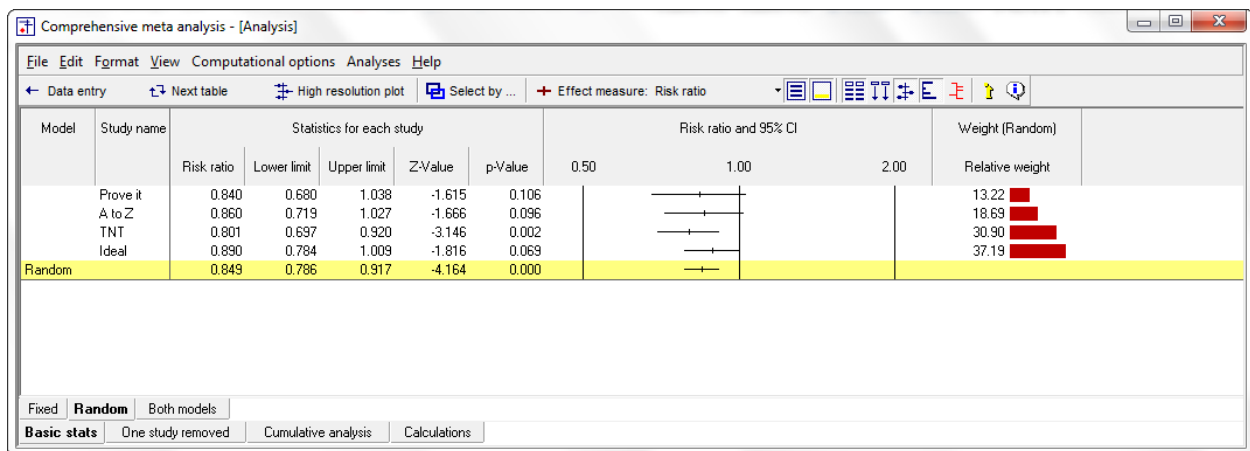 Comprehensive meta analysis - [Analysis]
File Edit Format View Computational options Analyses Help
Data entry Next table High resolution plot Select by ... Effect measure: Risk ratio
Model Study name Statistics for each study Risk ratio and 95% CI Weight (Random)
Risk ratio Lower limit Upper limit Z-Value p-Value 0.50 1.00 2.00 Relative weight
Prove it 0.840 0.680 1.038 -1.615 0.106 13.22
A to Z 0.860 0.719 1.027 -1.666 0.096 18.69
TNT 0.801 0.697 0.920 -3.146 0.002 30.90
Ideal 0.890 0.784 1.009 -1.816 0.069 37.19
Random 0.849 0.786 0.917 -4.164 0.000
Fixed Random Both models
Basic stats One study removed Cumulative analysis Calculations